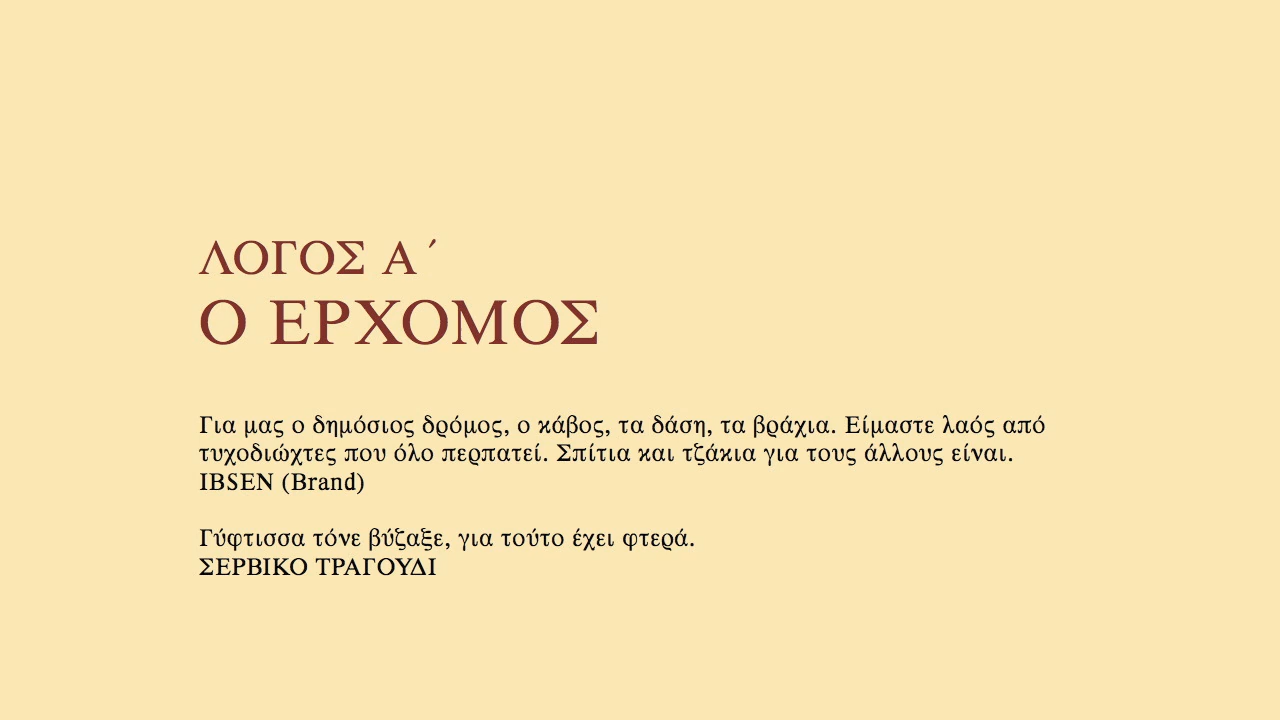 ΛΟΓΟΣ Α΄
Ο ΕΡΧΟΜΟΣ
Για μας ο δημόσιος δρόμος, ο κάβος, τα δάση, τα βράχια. Είμαστε λαός από
τυχοδιώχτες που όλο περπατεί. Σπίτια και τζάκια για τους άλλους είναι.
IBSEN (Brand)
Γύφτισσα τόνε βύζαξε, για τούτο έχει φτερά.
ΣΕΡΒΙΚΟ ΤΡΑΓΟΥΔΙ